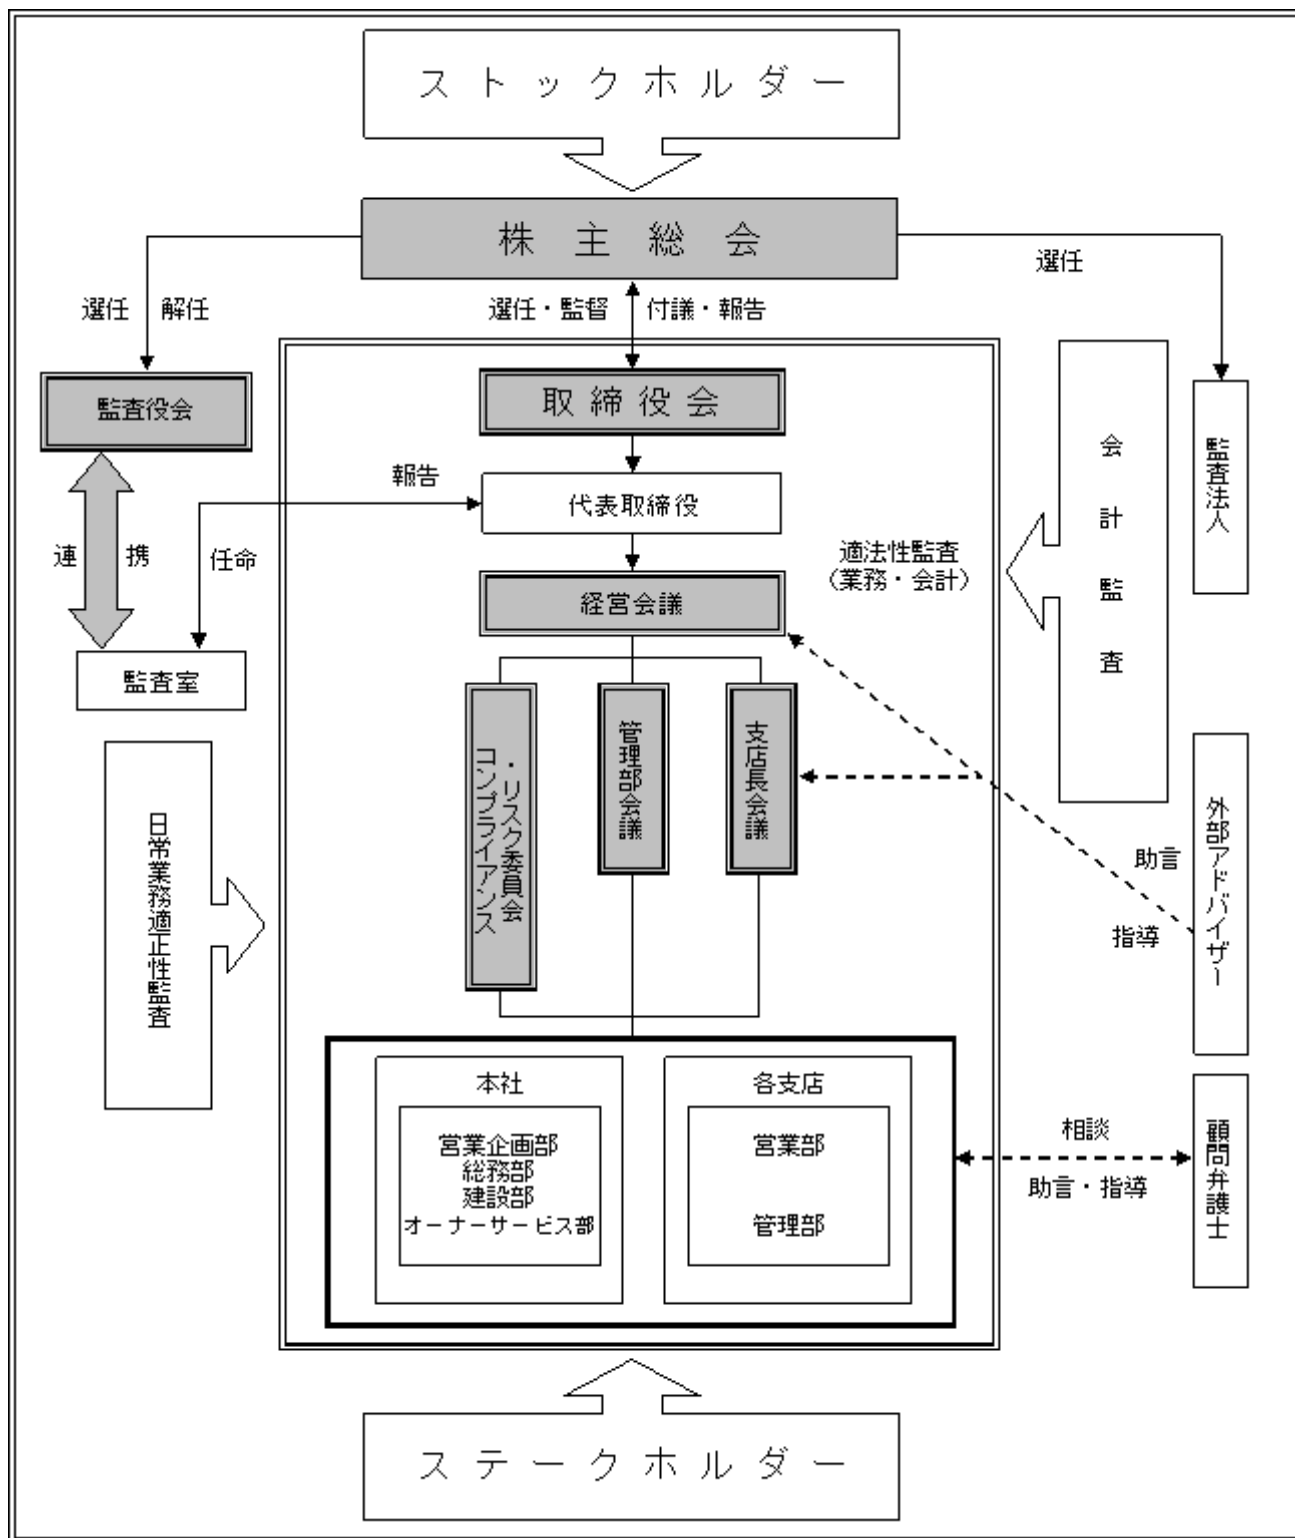 ストックホルダー
株主総会
選任
選任 解任
選任・監督 付議・報告
監査役会
取締役会
報告
代表取締役
会計監査
監査法人
連携
任命
適法性監査
(業務・会計)
経営会議
監査室
コンプライアンス
・リスク委員会
管理部会議
支店長会議
日常業務適正性監査
外部アドバイザー
助言
指導
本社
営業企画部
総務部
建設部
オーナーサービス部
各支店
営業部
管理部
相談
助言・指導
顧問弁護士
ステークホルダー